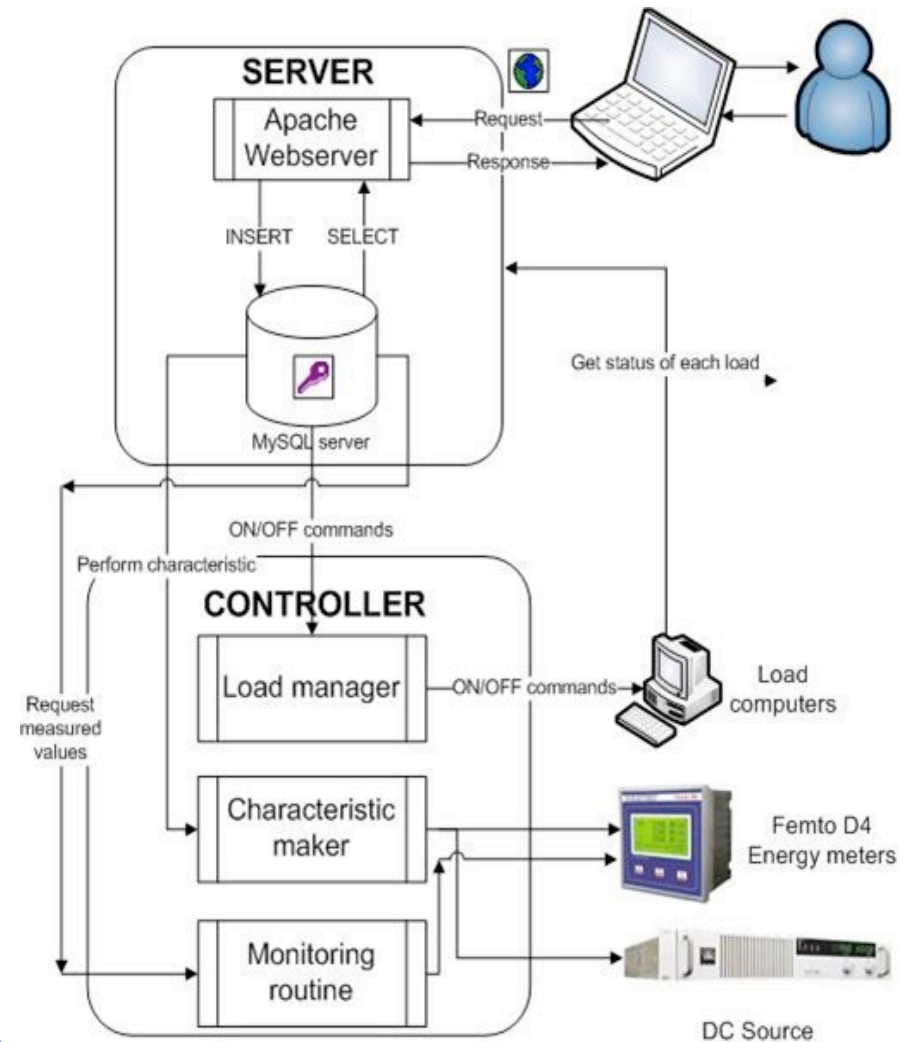 SERVER
Apache
Webserver
Request
Response
INSERT
SELECT
Get status of each load
MySQL server
ON/OFF commands
Perform characteristic
CONTROLLER
Load manager
ON/OFF commands
Load
computers
Request
measured
values
Characteristic
maker
Femto D4
Energy meters
Monitoring
routine
DC Source